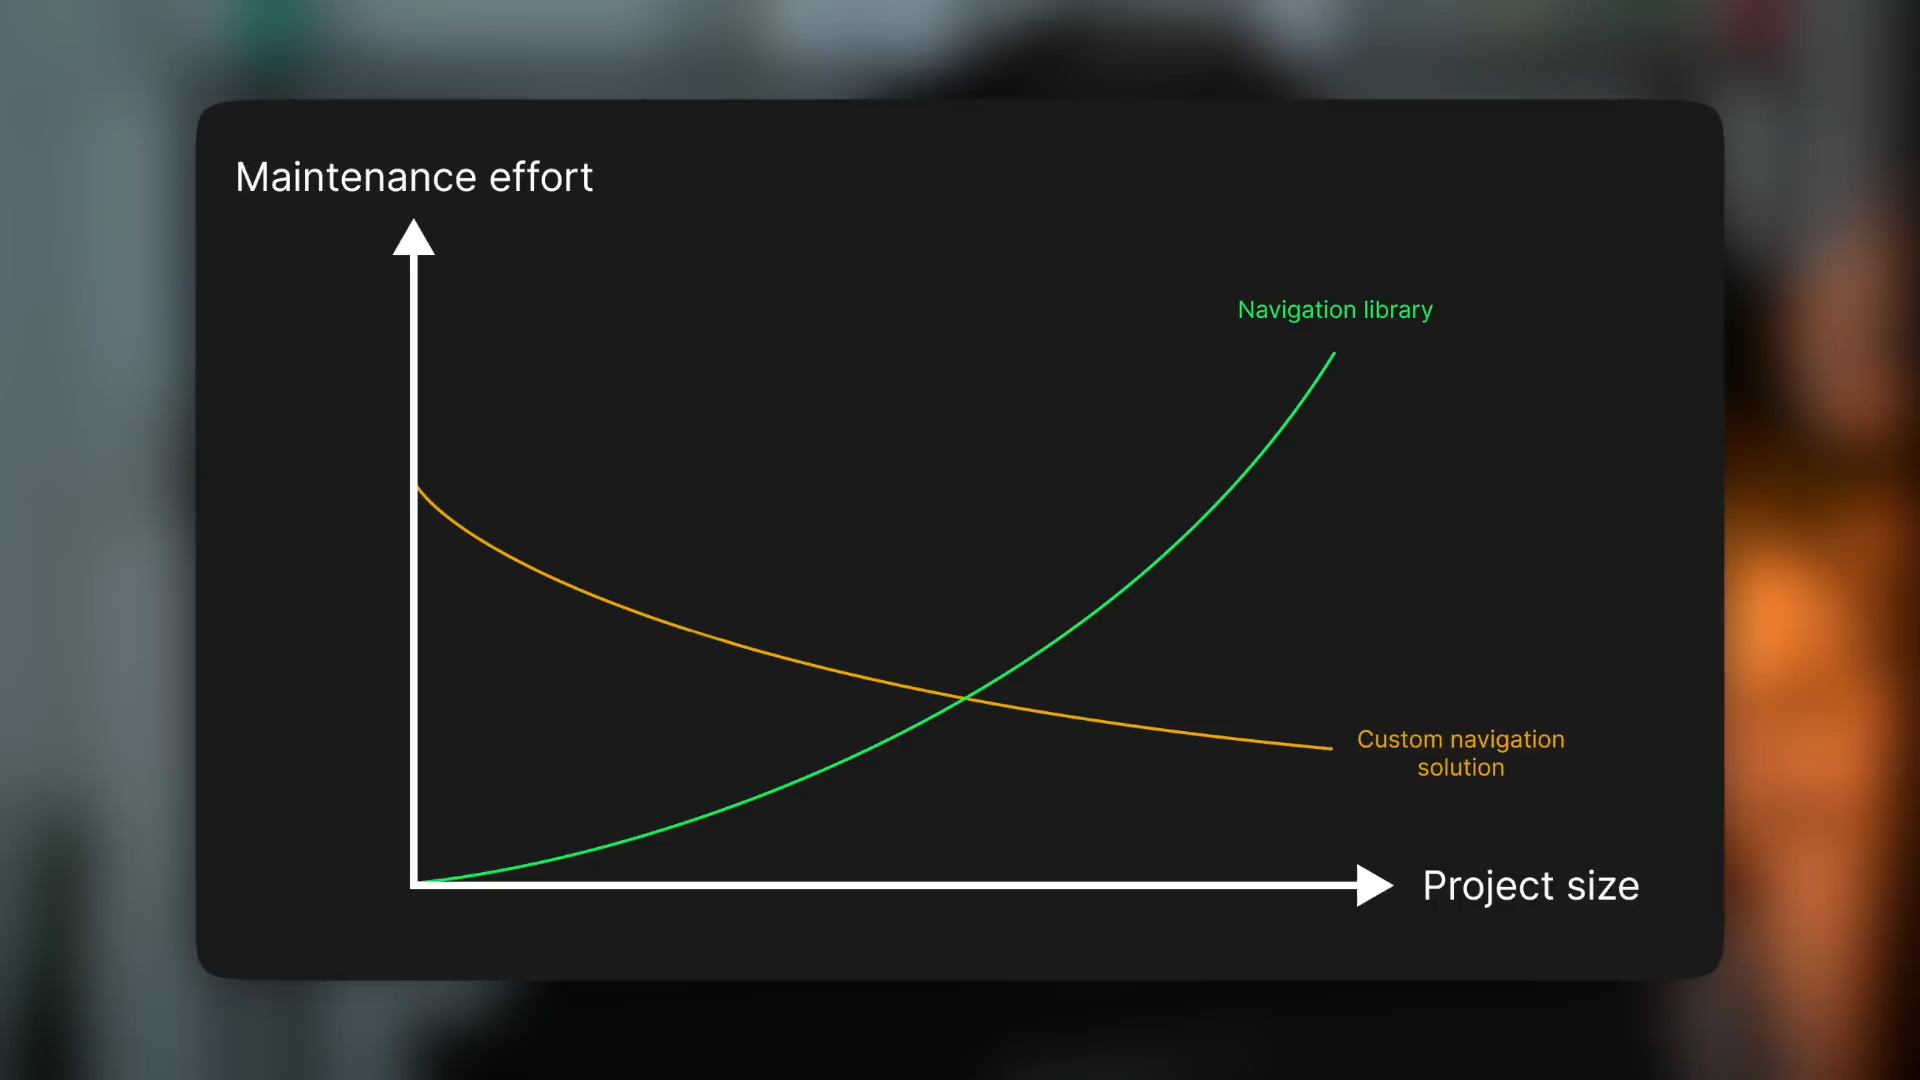 Maintenance effort
Navigation library
Custom navigation
solution
Project size